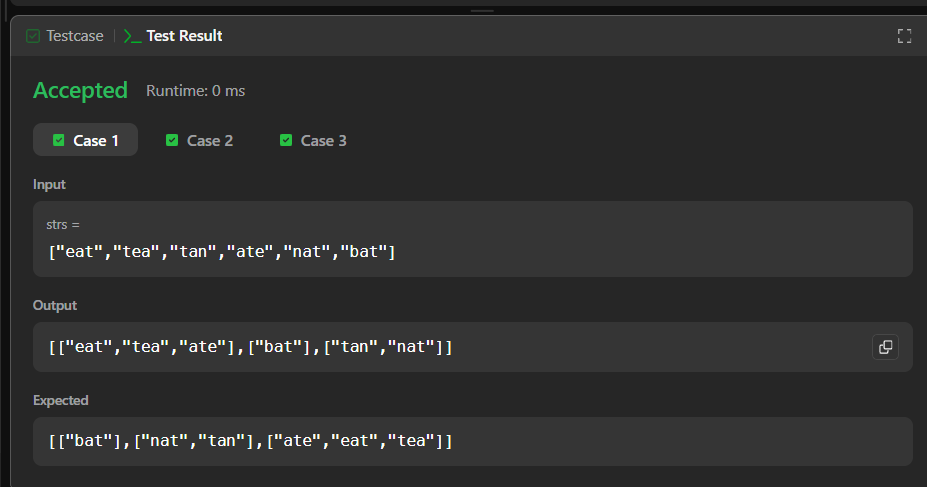 Testcase | >_ Test Result
Accepted Runtime: 0 ms
Case 1 Case 2 Case 3
Input
strs =
["eat","tea","tan","ate","nat","bat"]
Output
[["eat","tea","ate"],["bat"],["tan","nat"]]
Expected
[["bat"],["nat","tan"],["ate","eat","tea"]]